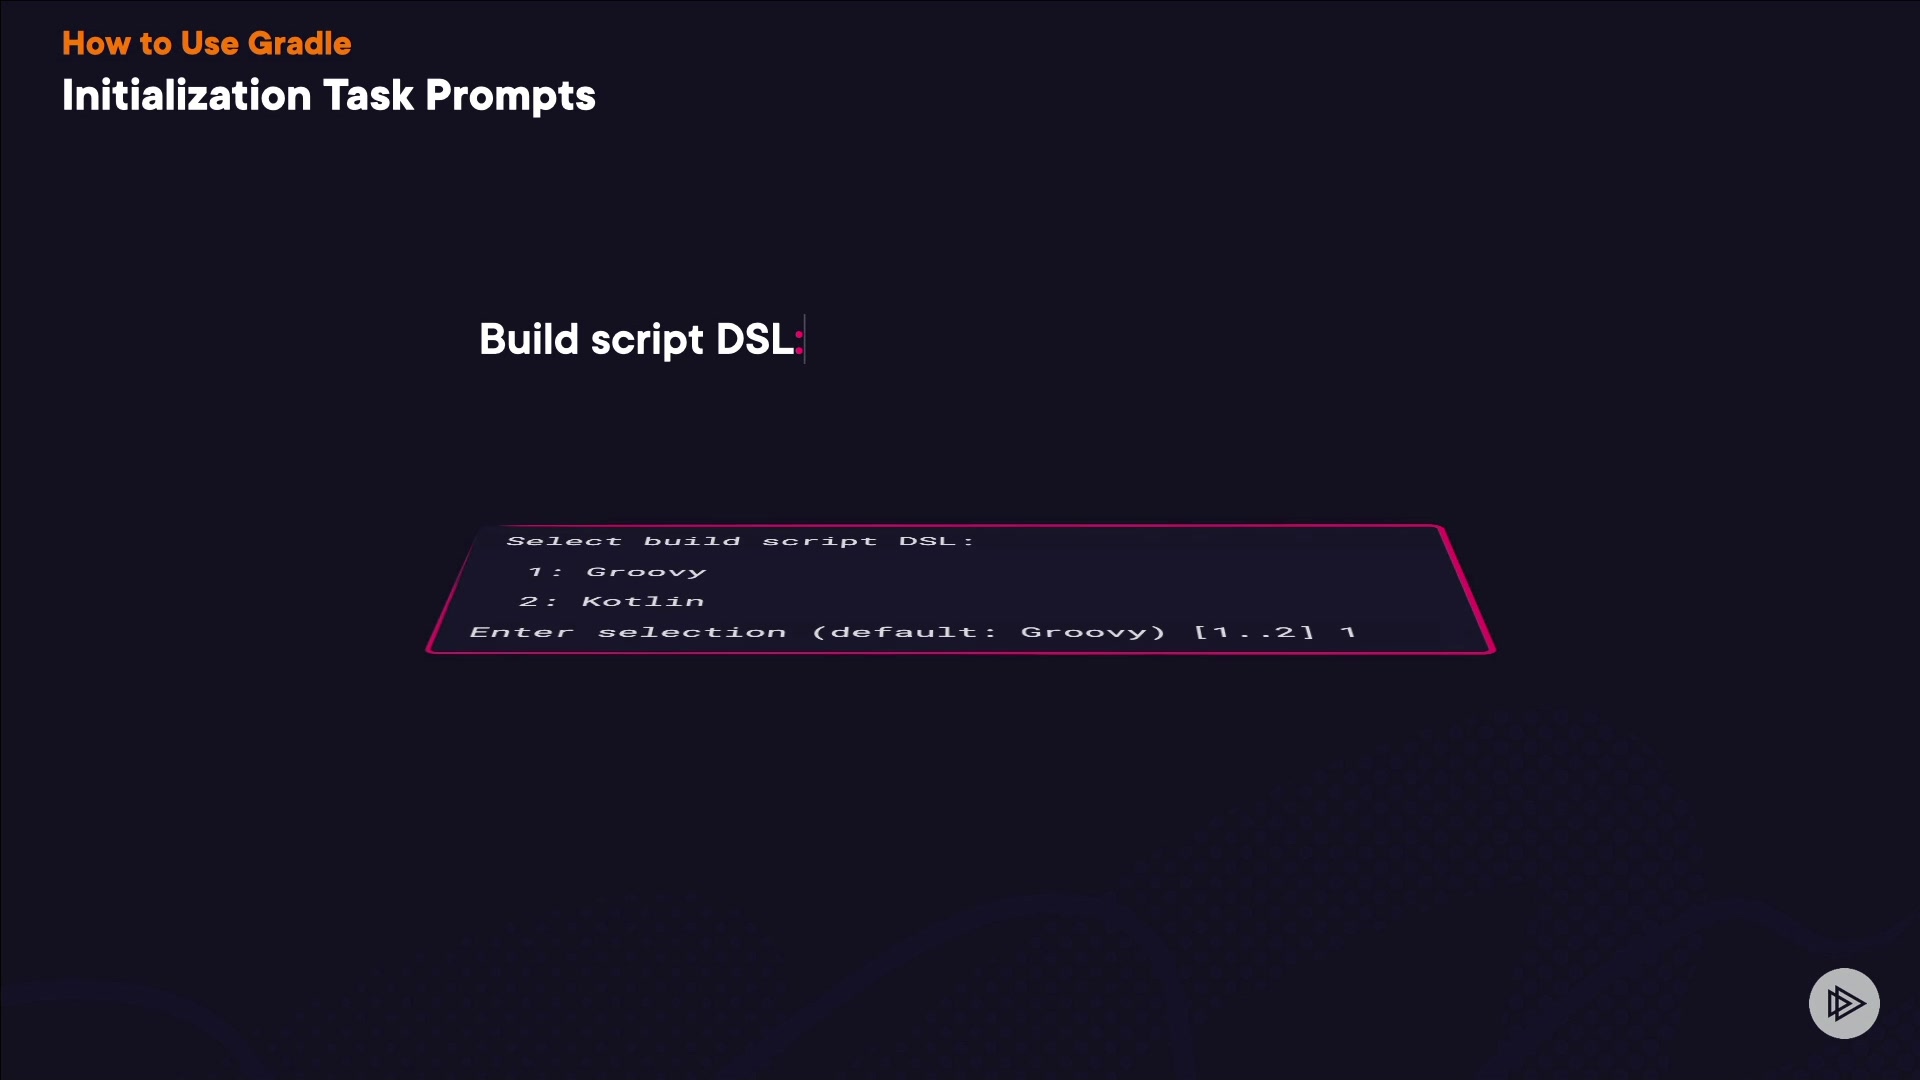 How to Use Gradle
Initialization Task Prompts
Build script DSL:
Select build script DSL:
1: Groovy
2: Kotlin
Enter selection (default: Groovy) [1..2] 1